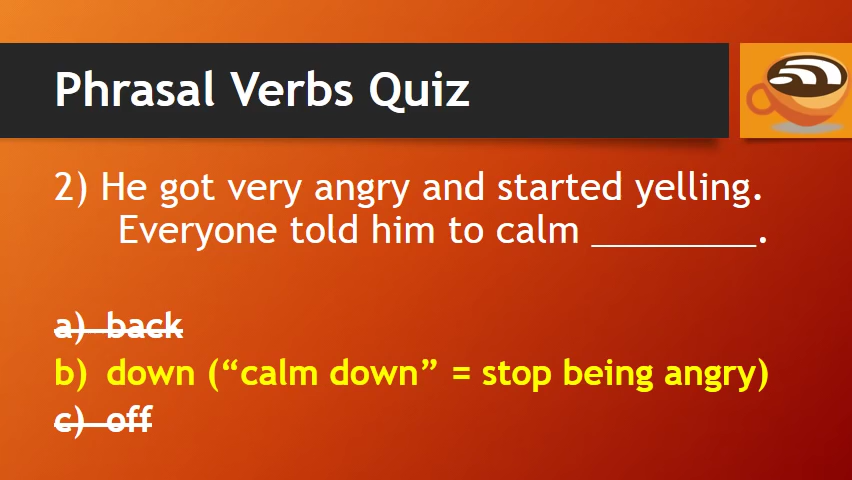 Phrasal Verbs Quiz
2) He got very angry and started yelling.
Everyone told him to calm ________.
a) back
b) down (“calm down” = stop being angry)
c) off